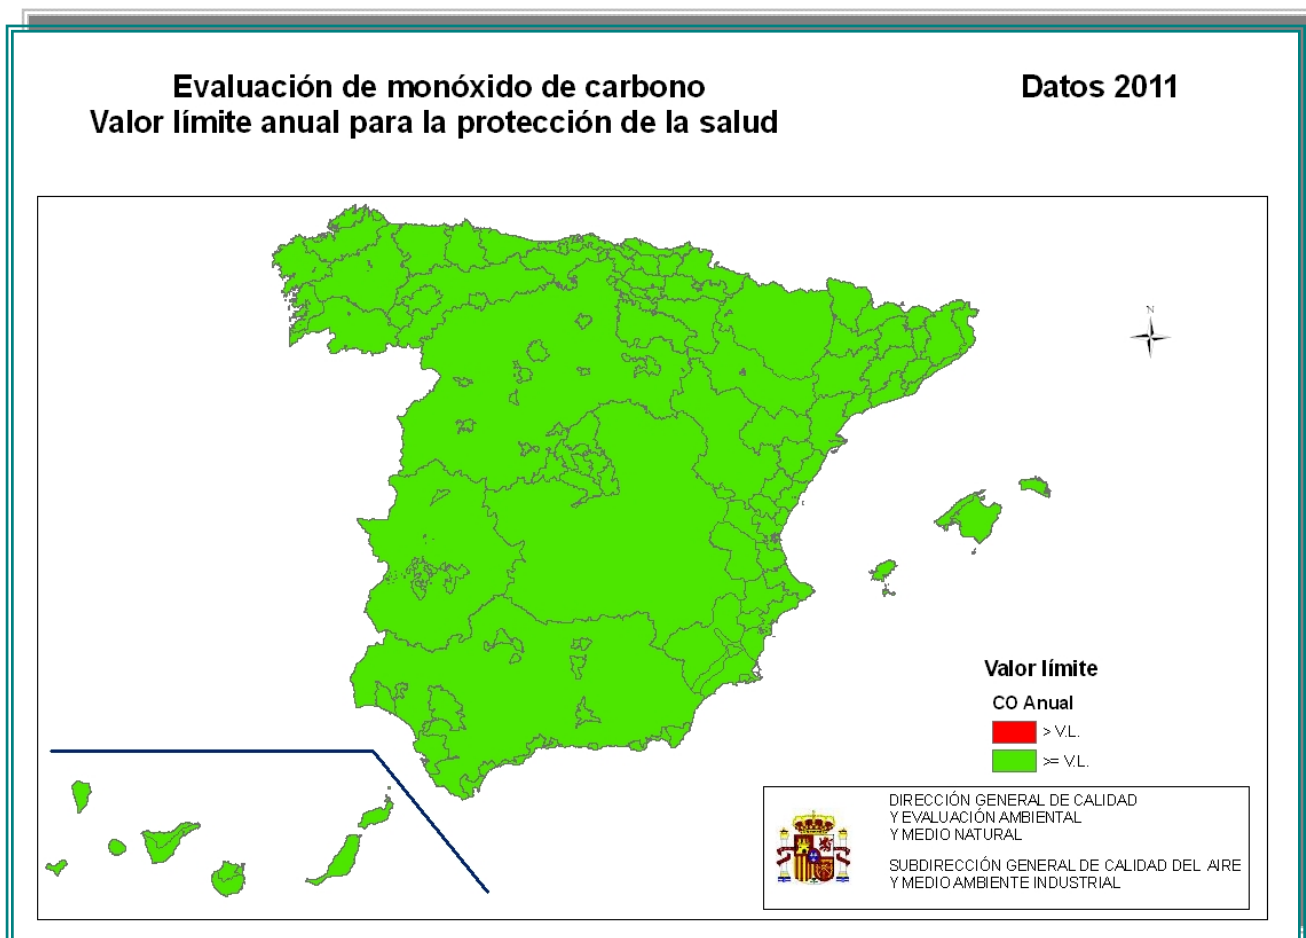 Evaluación de monóxido de carbono
Valor límite anual para la protección de la salud
Datos 2011
N
Valor límite
CO Anual
> V.L.
>= V.L.
DIRECCIÓN GENERAL DE CALIDAD
Y EVALUACIÓN AMBIENTAL
Y MEDIO NATURAL
SUBDIRECCIÓN GENERAL DE CALIDAD DEL AIRE
Y MEDIO AMBIENTE INDUSTRIAL